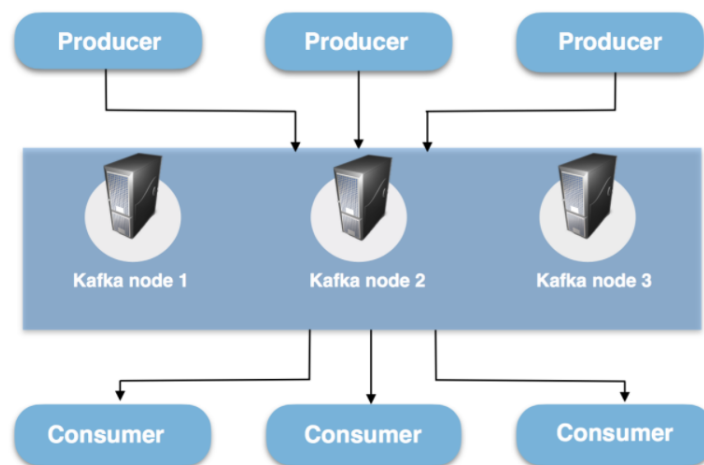 Producer
Producer
Producer
Kafka node 1
Kafka node 2
Kafka node 3
Consumer
Consumer
Consumer